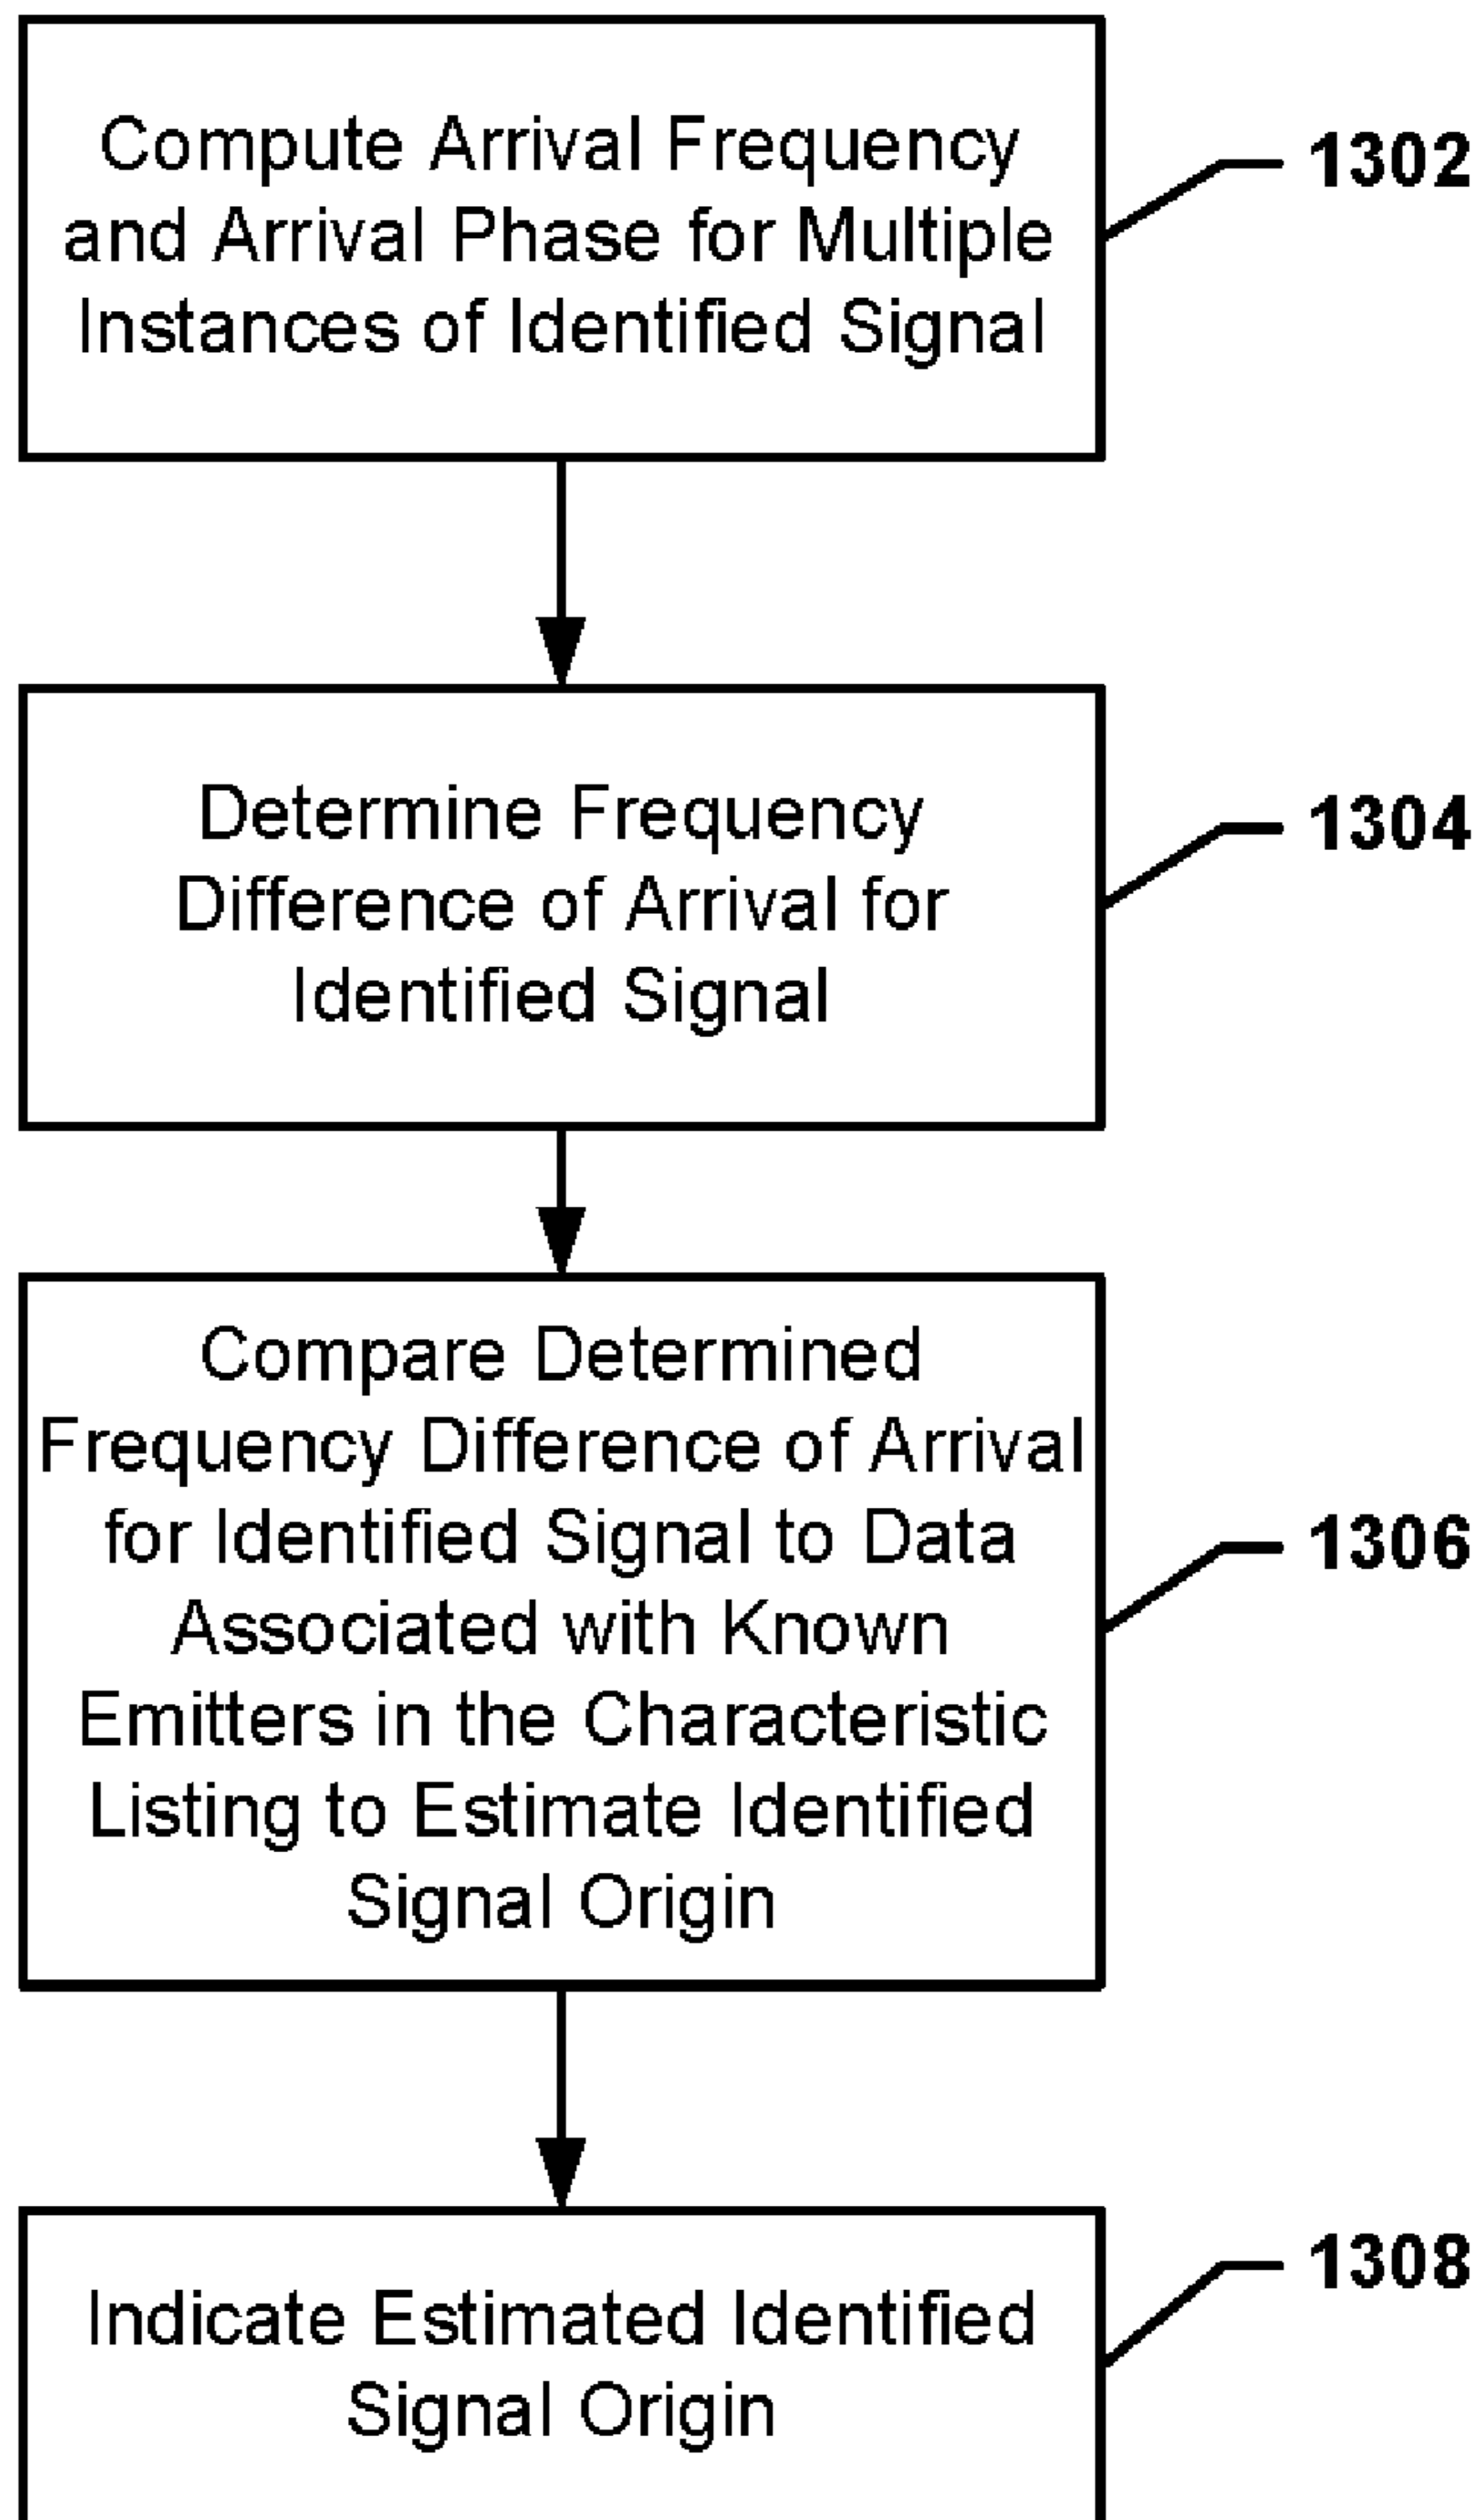 Compute Arrival Frequency
and Arrival Phase for Multiple
Instances of Identified Signal
1302
Determine Frequency
Difference of Arrival for
Identified Signal
1304
Compare Determined
Frequency Difference of Arrival
for Identified Signal to Data
Associated with Known
Emitters in the Characteristic
Listing to Estimate Identified
Signal Origin
1306
Indicate Estimated Identified
Signal Origin
1308